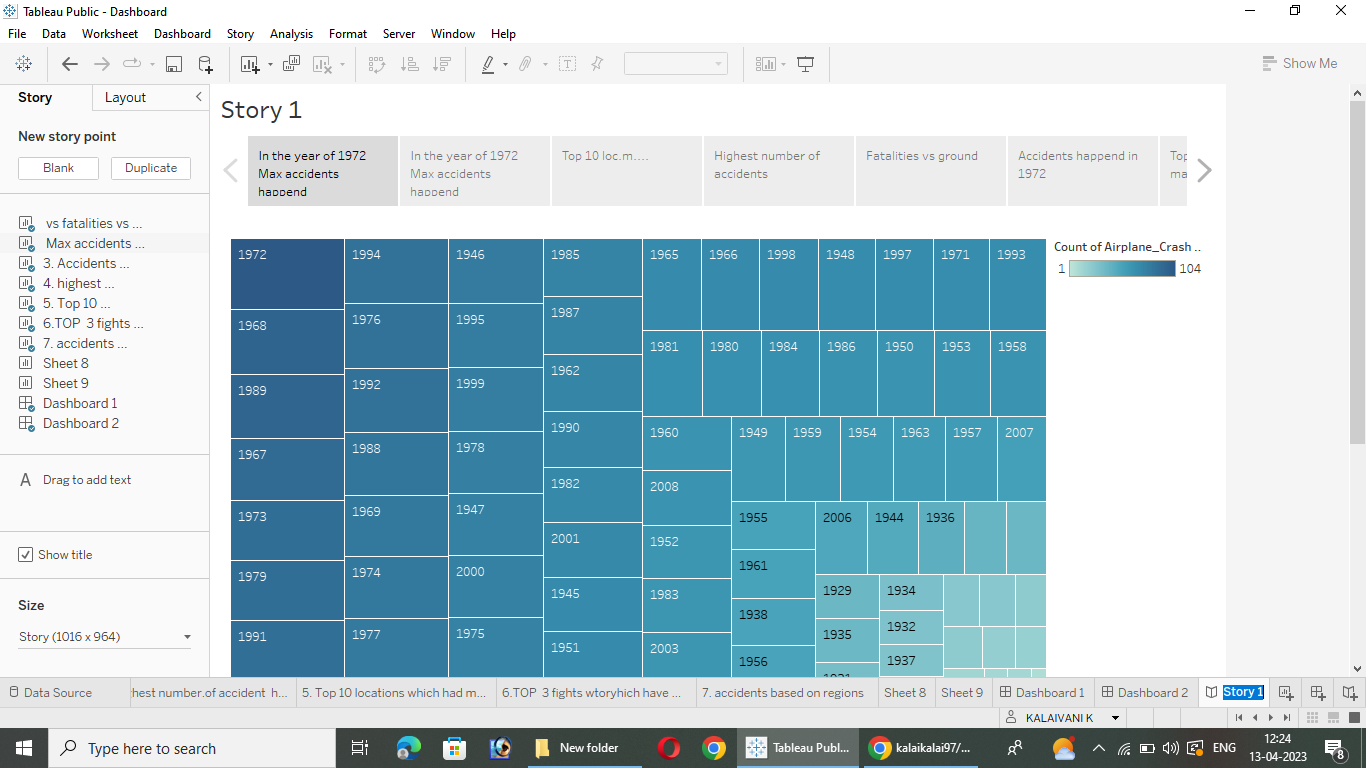 Tableau Public - Dashboard
File Data Worksheet Dashboard Story Analysis Format Server Window Help
Show Me
Story Layout
New story point
Blank Duplicate
vs fatalities vs ...
Max accidents ...
3. Accidents ...
4. highest ...
5. Top 10 ...
6.TOP 3 fights ...
7. accidents ...
Sheet 8
Sheet 9
Dashboard 1
Dashboard 2
A Drag to add text
Show title
Size
Story (1016 x 964)
Story 1
In the year of 1972
Max accidents
happend
In the year of 1972
Max accidents
happend
Top 10 loc.m....
Highest number of
accidents
Fatalities vs ground
Accidents happend in
1972
Top
ma
1972
1968
1989
1967
1973
1979
1991
1994
1976
1992
1988
1969
1974
1977
1946
1995
1999
1978
1947
2000
1975
1985
1987
1962
1990
1982
2001
1945
1951
1965 1966 1998 1948 1997 1971 1993
1981 1980 1984 1986 1950 1953 1958
1960
2008
1952
1983
2003
1949 1959 1954 1963 1957 2007
1955
1961
1938
1956
2006 1944 1936
1929
1935
1934
1932
1937
Count of Airplane_Crash ..
1 104
Data Source
hest number.of accident h...
5. Top 10 locations which had m...
6.TOP 3 fights wtoryhich have ...
7. accidents based on regions
Sheet 8
Sheet 9
Dashboard 1
Dashboard 2
Story 1
KALAIVANI K
Type here to search
New folder
Tableau Publ...
kalaikalai97/...
ENG
12:24
13-04-2023
8